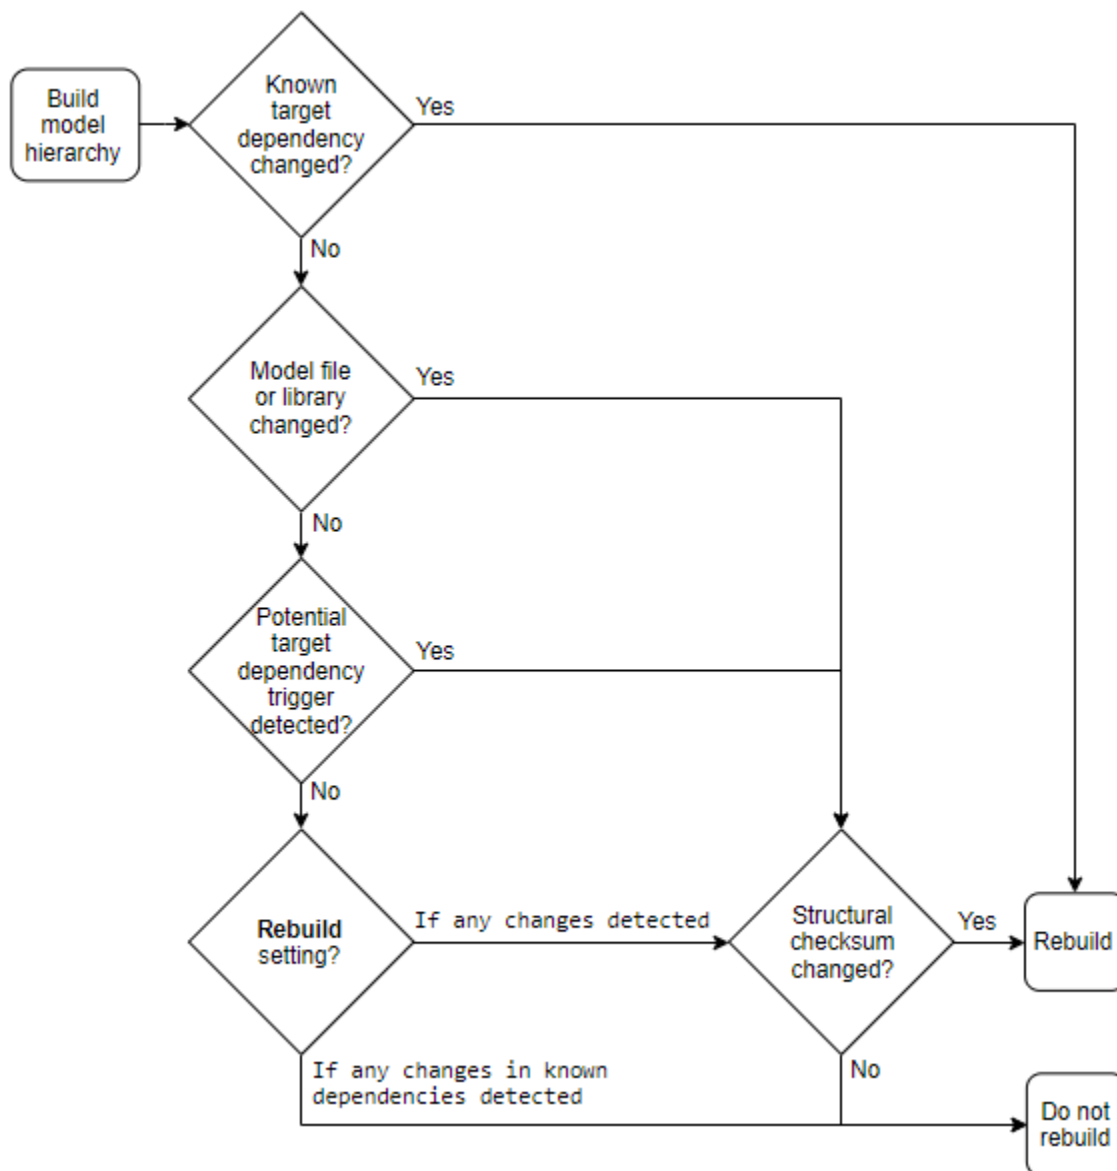 Build
model
hierarchy
Known
target
dependency
changed?
Yes
No
Model file
or library
changed?
Yes
No
Potential
target
dependency
trigger
detected?
Yes
No
Rebuild
setting?
If any changes detected
Structural
checksum
changed?
Yes
Rebuild
If any changes in known
dependencies detected
No
Do not
rebuild